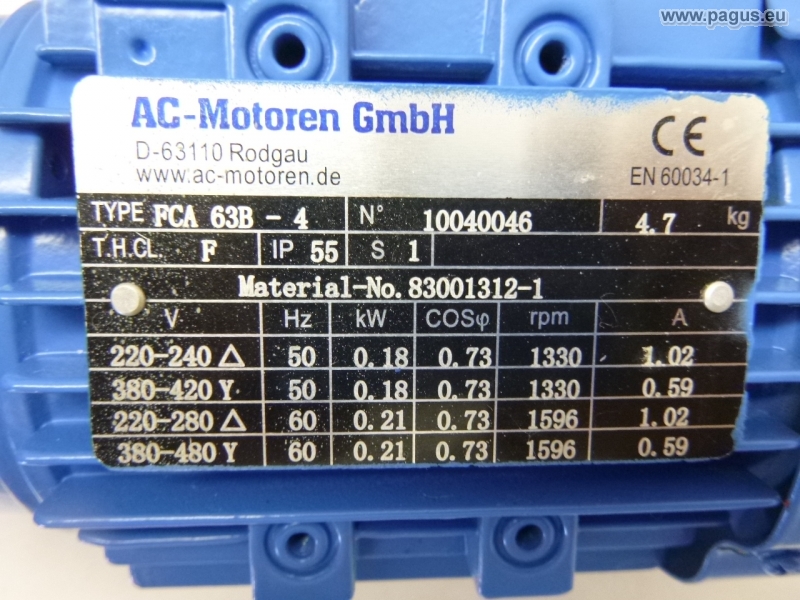 www.pagus.eu
AC-Motoren GmbH
D-63110 Rodgau
www.ac-motoren.de
CE
EN 60034-1
TYPE FCA 63B - 4 N° 10040046 4.7 kg
T.H.CL. F IP 55 S 1
Material-No. 83001312-1
V Hz kW COSφ rpm A
220-240 △ 50 0.18 0.73 1330 1.02
380-420 Y 50 0.18 0.73 1330 0.59
220-280 △ 60 0.21 0.73 1596 1.02
380-480 Y 60 0.21 0.73 1596 0.59